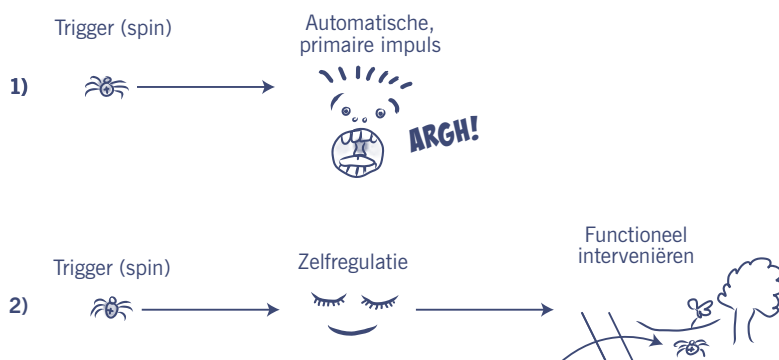 Trigger (spin)
Automatische,
primaire impuls
1)
ARGH!
Functioneel
interveniëren
Trigger (spin)
Zelfregulatie
2)